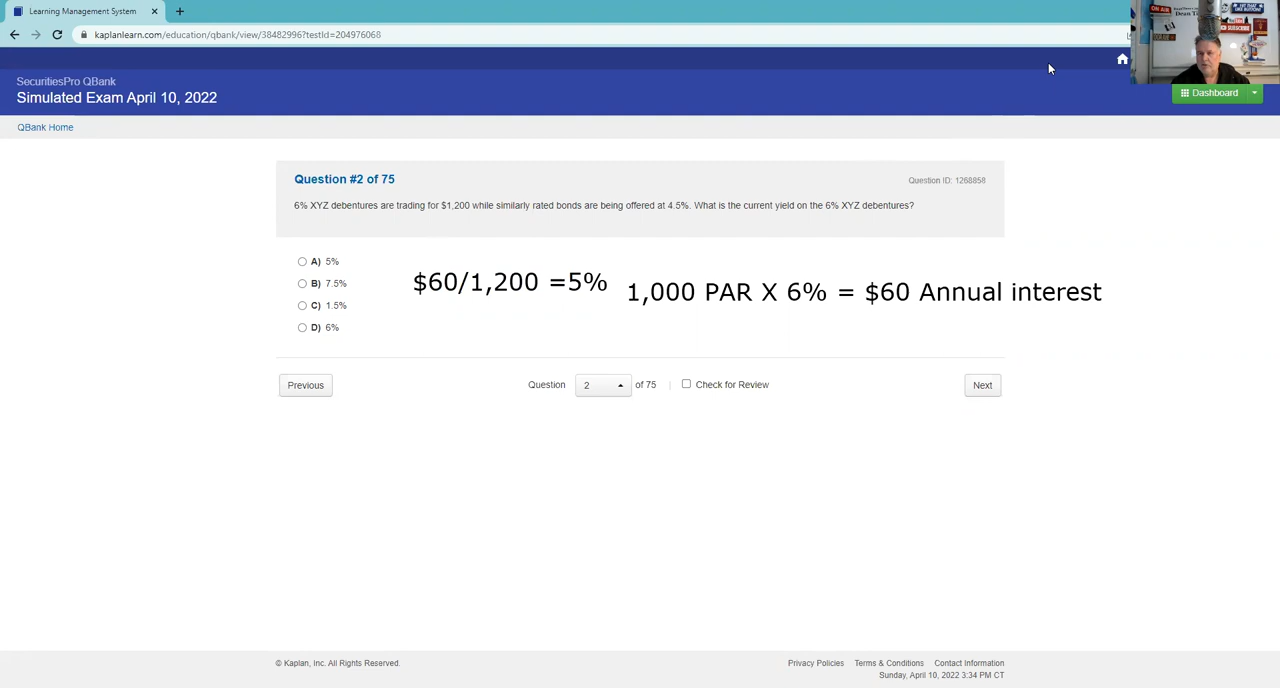 Learning Management System
kaplanlearn.com/education/qbank/view/38482996?testId=204976068
SecuritiesPro QBank
Simulated Exam April 10, 2022
Dashboard
QBank Home
Question #2 of 75
Question ID: 1268858
6% XYZ debentures are trading for $1,200 while similarly rated bonds are being offered at 4.5%. What is the current yield on the 6% XYZ debentures?
A) 5%
B) 7.5%
C) 1.5%
D) 6%
$60/1,200 =5%
1,000 PAR X 6% = $60 Annual interest
Previous
Question 2 of 75
Check for Review
Next
© Kaplan, Inc. All Rights Reserved.
Privacy Policies Terms & Conditions Contact Information
Sunday, April 10, 2022 3:34 PM CT